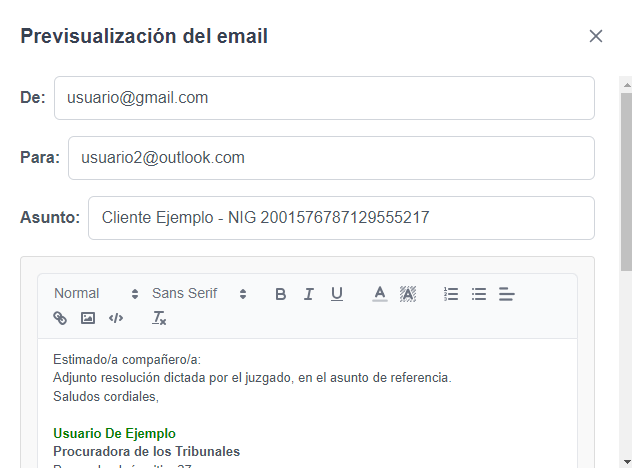 Previsualización del email
De: usuario@gmail.com
Para: usuario2@outlook.com
Asunto: Cliente Ejemplo - NIG 2001576787129555217
Normal Sans Serif B I U A A
Estimado/a compañero/a:
Adjunto resolución dictada por el juzgado, en el asunto de referencia.
Saludos cordiales,
Usuario De Ejemplo
Procuradora de los Tribunales